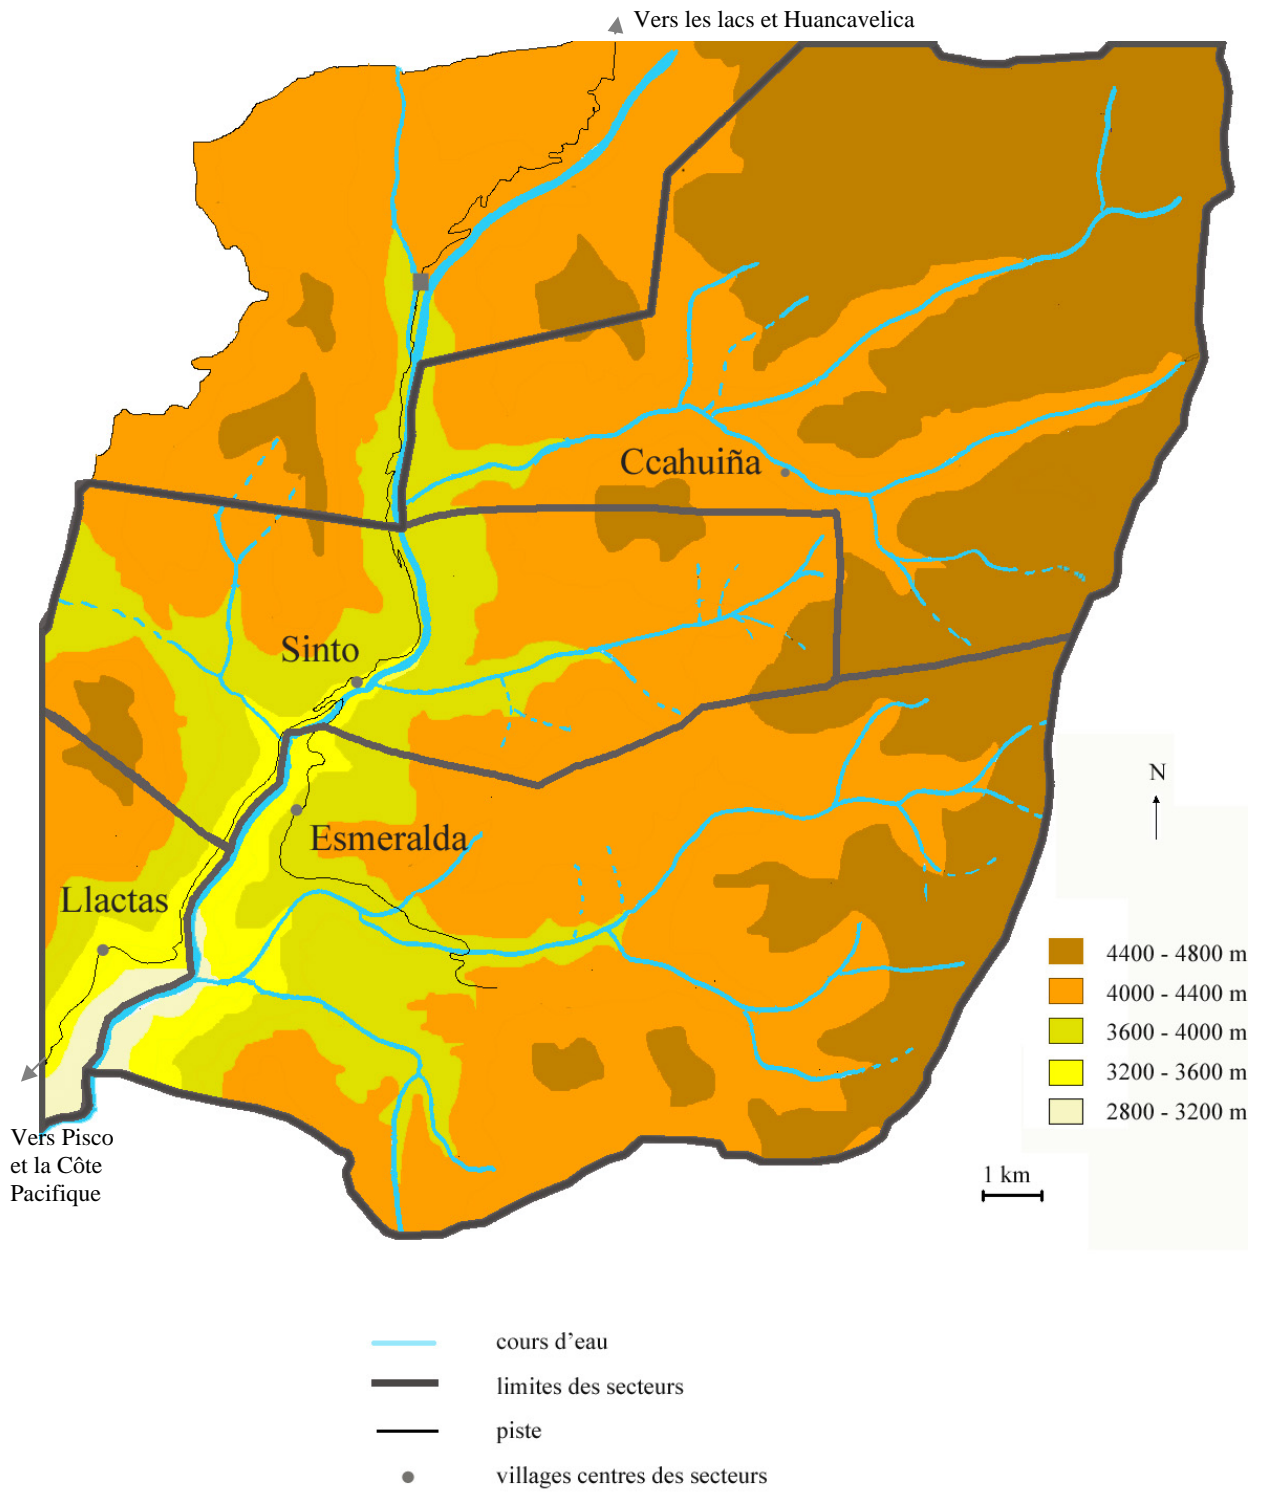 Vers les lacs et Huancavelica
Ccahuiña
Sinto
Esmeralda
Llactas
N
4400 - 4800 m
4000 - 4400 m
3600 - 4000 m
3200 - 3600 m
2800 - 3200 m
Vers Pisco
et la Côte
Pacifique
1 km
cours d'eau
limites des secteurs
piste
villages centres des secteurs